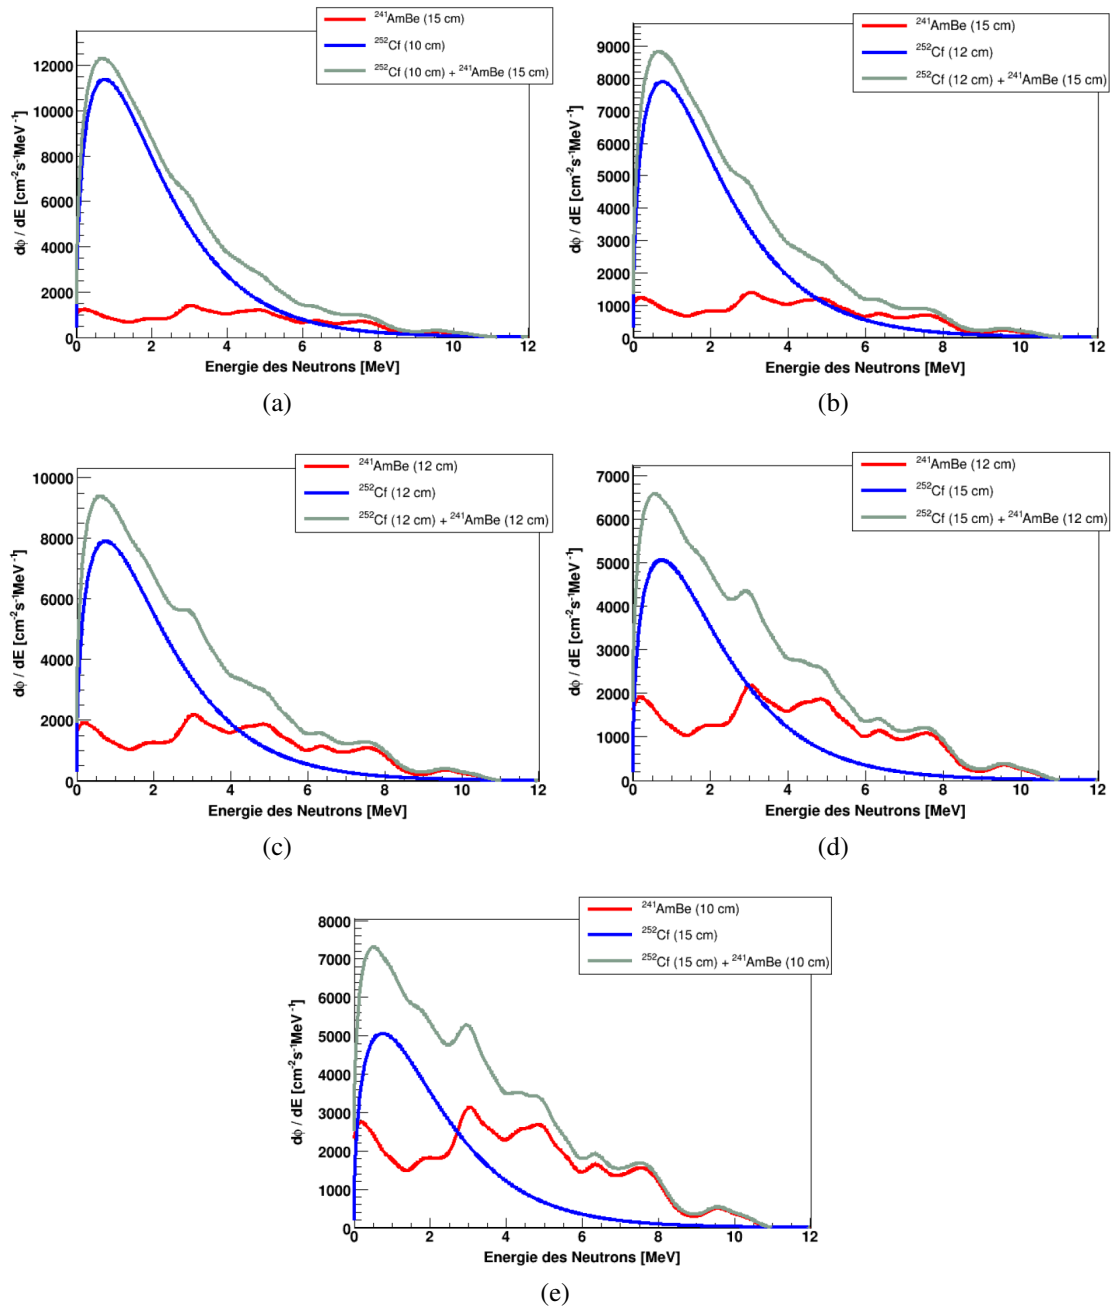 ²⁴¹AmBe (15 cm)
²⁵²Cf (10 cm)
²⁵²Cf (10 cm) + ²⁴¹AmBe (15 cm)
dϕ / dE [cm⁻²s⁻¹MeV⁻¹]
12000
10000
8000
6000
4000
2000
0
0 2 4 6 8 10 12
Energie des Neutrons [MeV]
(a)
²⁴¹AmBe (15 cm)
²⁵²Cf (12 cm)
²⁵²Cf (12 cm) + ²⁴¹AmBe (15 cm)
dϕ / dE [cm⁻²s⁻¹MeV⁻¹]
9000
8000
7000
6000
5000
4000
3000
2000
1000
0
0 2 4 6 8 10 12
Energie des Neutrons [MeV]
(b)
²⁴¹AmBe (12 cm)
²⁵²Cf (12 cm)
²⁵²Cf (12 cm) + ²⁴¹AmBe (12 cm)
dϕ / dE [cm⁻²s⁻¹MeV⁻¹]
10000
8000
6000
4000
2000
0
0 2 4 6 8 10 12
Energie des Neutrons [MeV]
(c)
²⁴¹AmBe (12 cm)
²⁵²Cf (15 cm)
²⁵²Cf (15 cm) + ²⁴¹AmBe (12 cm)
dϕ / dE [cm⁻²s⁻¹MeV⁻¹]
7000
6000
5000
4000
3000
2000
1000
0
0 2 4 6 8 10 12
Energie des Neutrons [MeV]
(d)
²⁴¹AmBe (10 cm)
²⁵²Cf (15 cm)
²⁵²Cf (15 cm) + ²⁴¹AmBe (10 cm)
dϕ / dE [cm⁻²s⁻¹MeV⁻¹]
8000
7000
6000
5000
4000
3000
2000
1000
0
0 2 4 6 8 10 12
Energie des Neutrons [MeV]
(e)